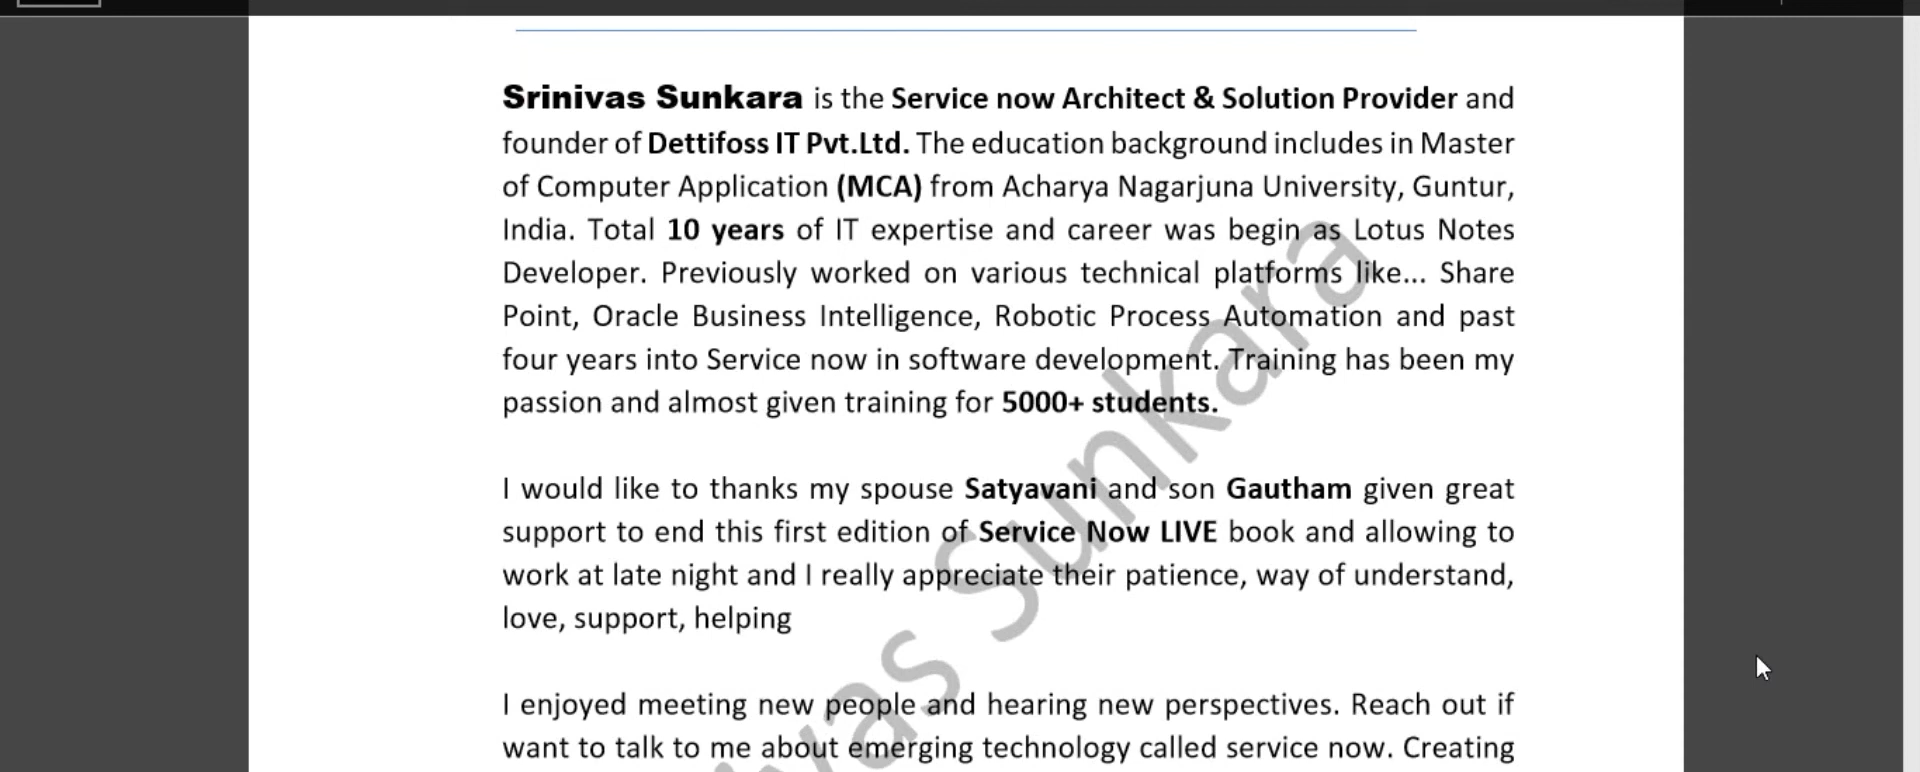 Srinivas Sunkara is the Service now Architect & Solution Provider and
founder of Dettifoss IT Pvt.Ltd. The education background includes in Master
of Computer Application (MCA) from Acharya Nagarjuna University, Guntur,
India. Total 10 years of IT expertise and career was begin as Lotus Notes
Developer. Previously worked on various technical platforms like... Share
Point, Oracle Business Intelligence, Robotic Process Automation and past
four years into Service now in software development. Training has been my
passion and almost given training for 5000+ students.
I would like to thanks my spouse Satyavani and son Gautham given great
support to end this first edition of Service Now LIVE book and allowing to
work at late night and I really appreciate their patience, way of understand,
love, support, helping
I enjoyed meeting new people and hearing new perspectives. Reach out if
want to talk to me about emerging technology called service now. Creating
vas Sunkara